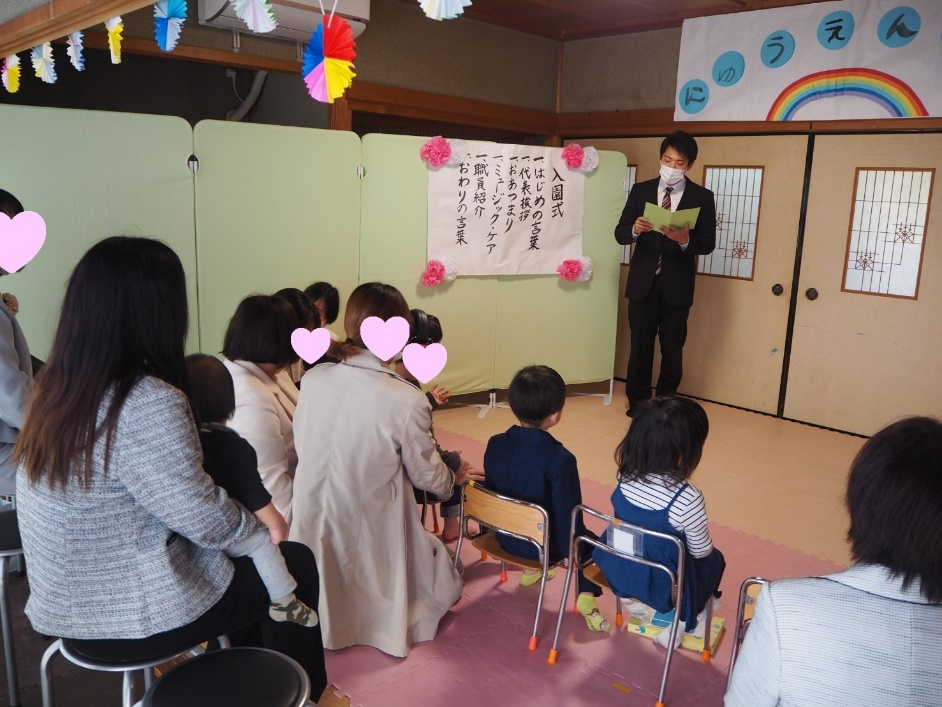 にゅうえん
入園式
一、はじめの言葉
一、代表挨拶
一、おあつまり
一、ミュージック・ケア
一、職員紹介
一、おわりの言葉